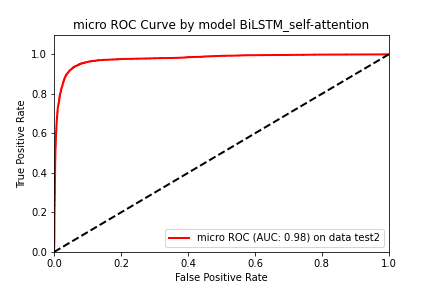 micro ROC Curve by model BiLSTM_self-attention
True Positive Rate
1.0
0.8
0.6
0.4
0.2
0.0
micro ROC (AUC: 0.98) on data test2
0.0 0.2 0.4 0.6 0.8 1.0
False Positive Rate